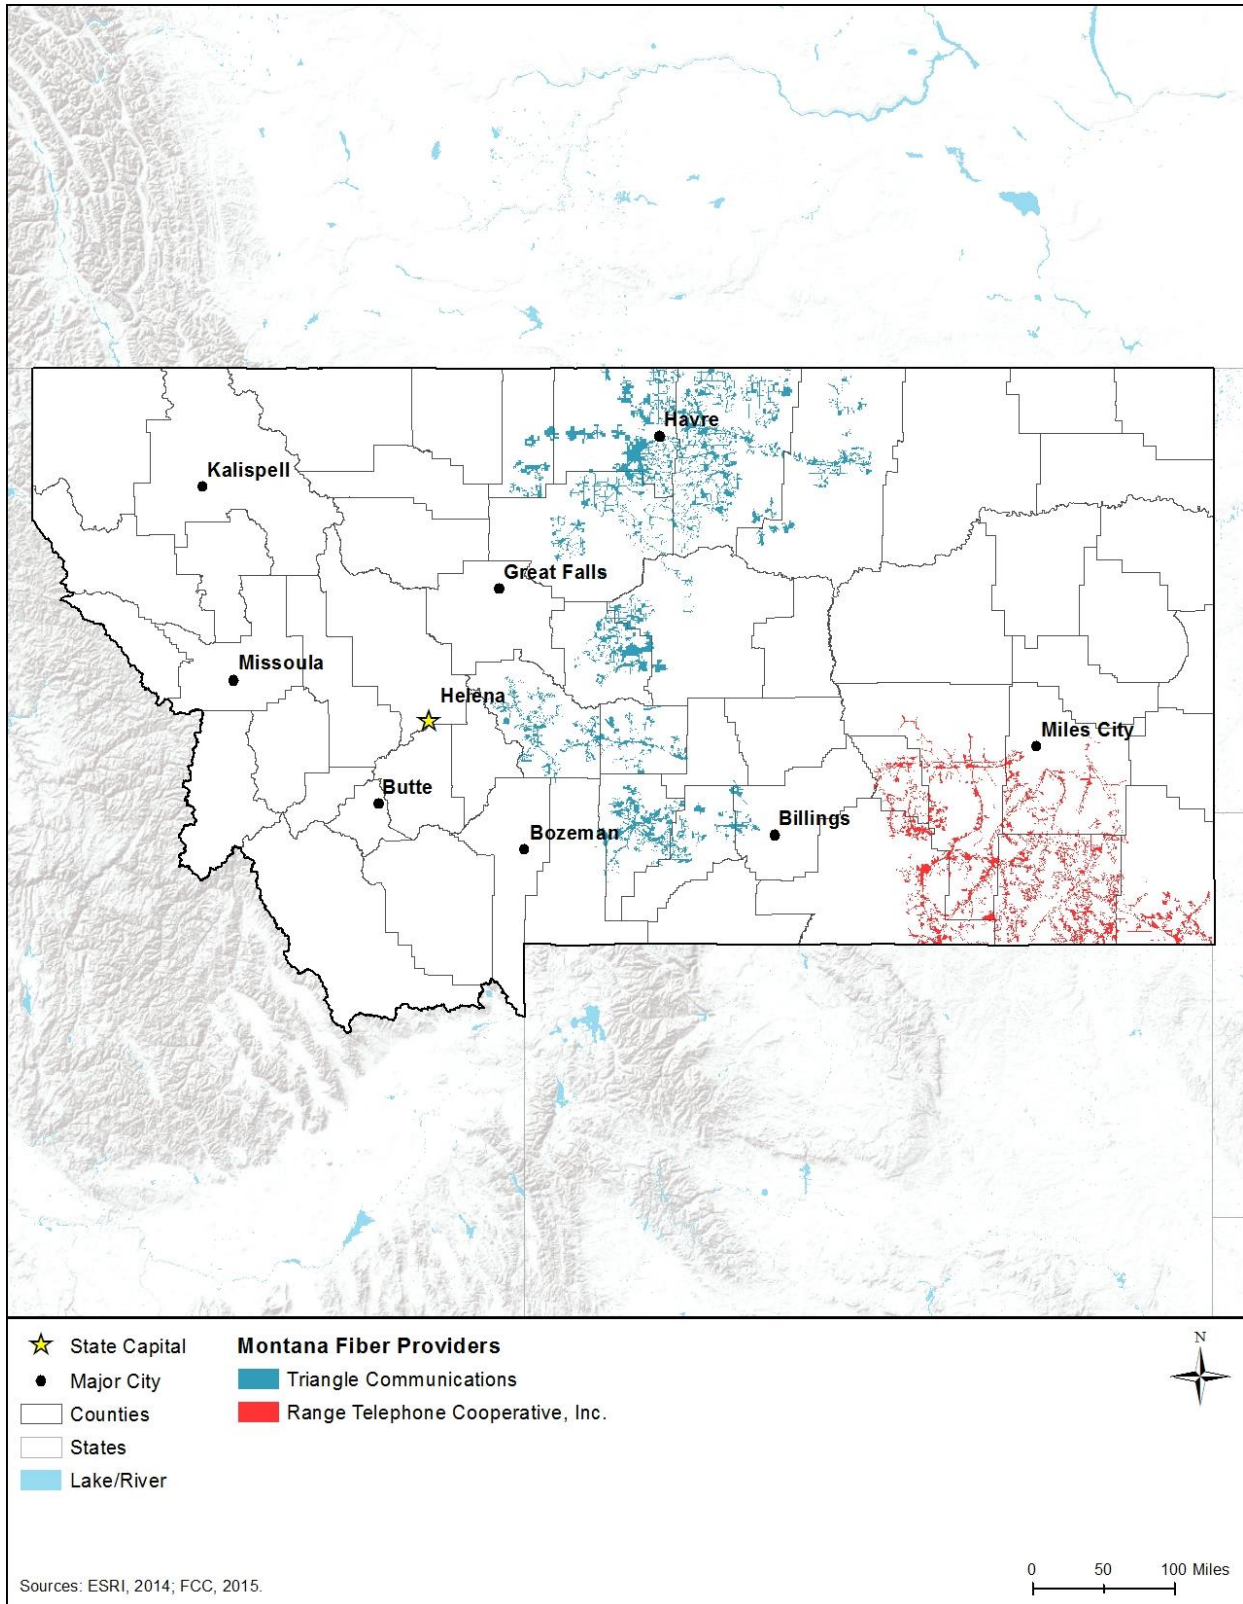 Havre
Kalispell
Great Falls
Missoula
Helena
Miles City
Butte
Billings
Bozeman
State Capital
Montana Fiber Providers
N
Major City
Triangle Communications
Counties
Range Telephone Cooperative, Inc.
States
Lake/River
0 50 100 Miles
Sources: ESRI, 2014; FCC, 2015.